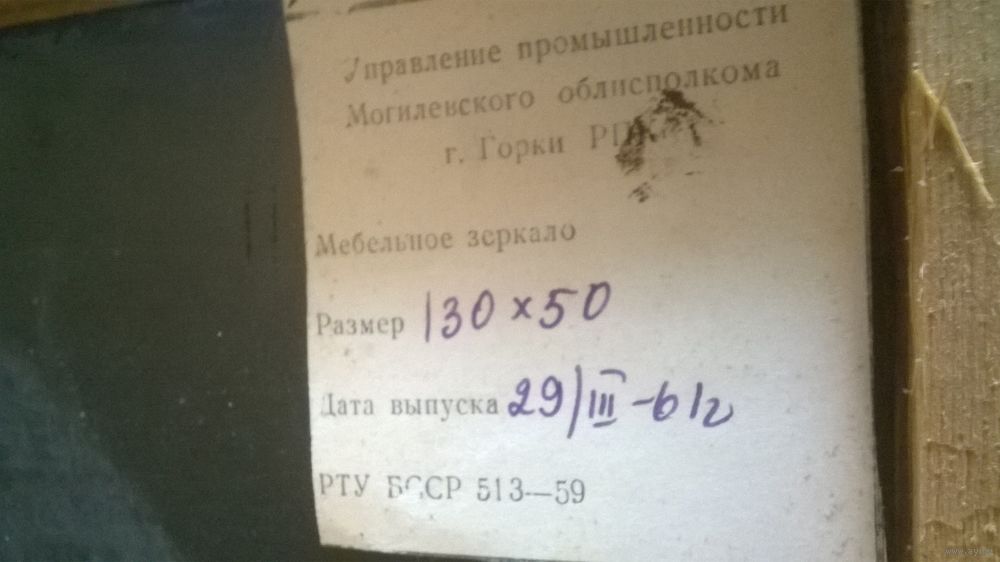 Управление промышленности
Могилевского облисполкома
г. Горки
Мебельное зеркало
Размер 130 x 50
Дата выпуска 29/III-61г
РТУ БССР 513—59